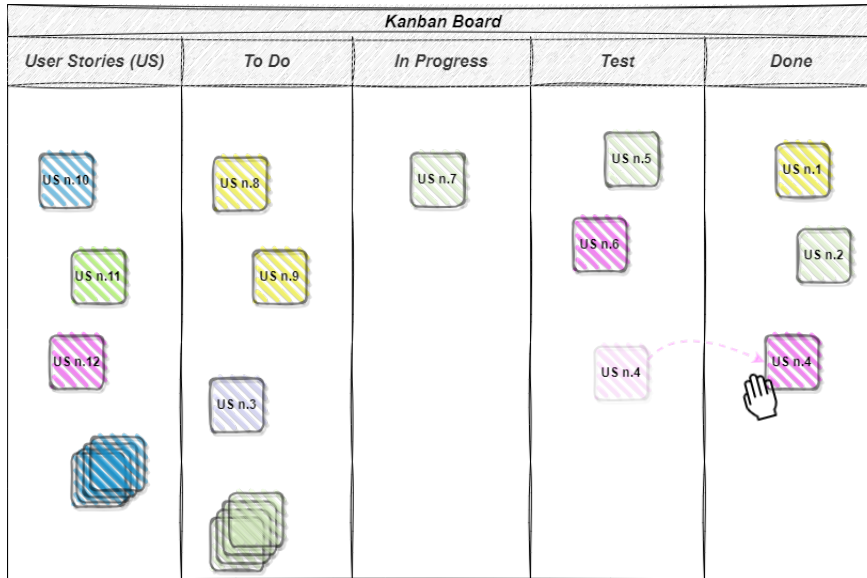 Kanban Board
User Stories (US)
To Do
In Progress
Test
Done
US n.10
US n.11
US n.12
US n.8
US n.9
US n.3
US n.7
US n.5
US n.6
US n.4
US n.1
US n.2
US n.4